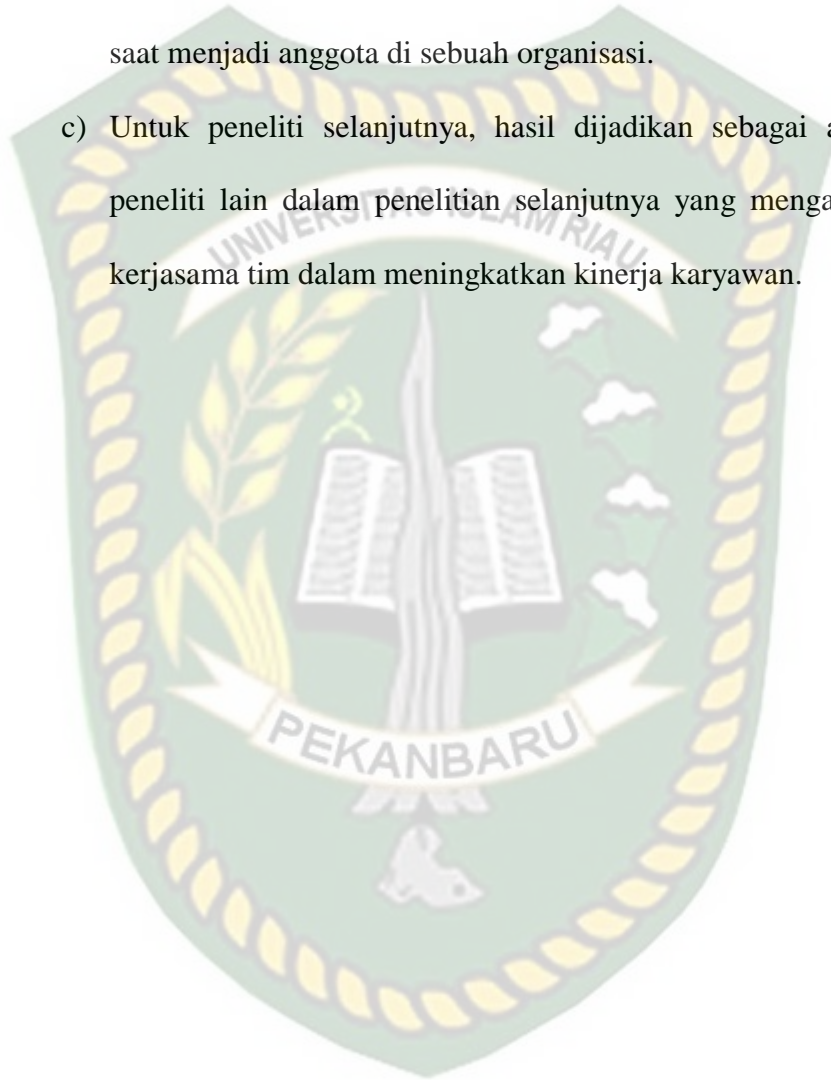 saat menjadi anggota di sebuah organisasi.
c) Untuk peneliti selanjutnya, hasil dijadikan sebagai
peneliti lain dalam penelitian selanjutnya yang
kerjasama tim dalam meningkatkan kinerja karyawan.
UNIVERSITAS ISLAM RIAU
PEKANBARU